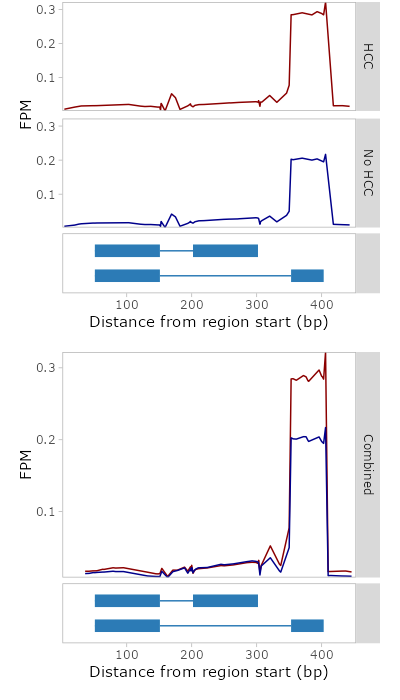 0.3
0.2
0.1
HCC
FPM
0.3
0.2
0.1
No HCC
100
200
300
400
Distance from region start (bp)
0.3
0.2
0.1
FPM
Combined
100
200
300
400
Distance from region start (bp)